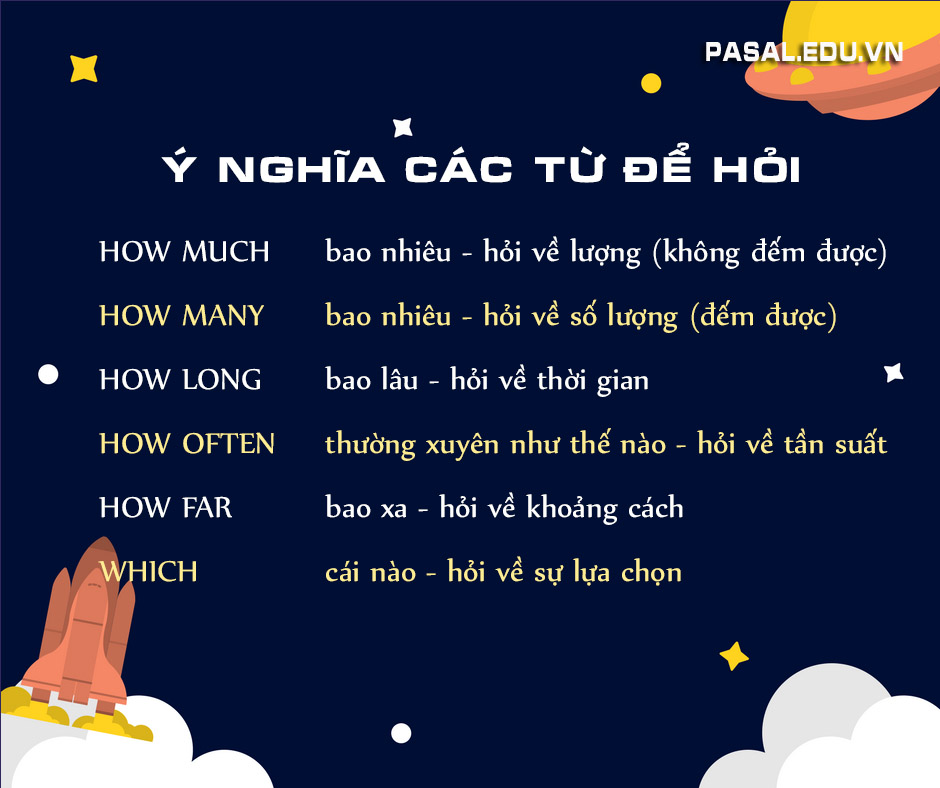 PASAL.EDU.VN
Ý NGHĨA CÁC TỪ ĐỂ HỎI
HOW MUCH bao nhiêu - hỏi về lượng (không đếm được)
HOW MANY bao nhiêu - hỏi về số lượng (đếm được)
HOW LONG bao lâu - hỏi về thời gian
HOW OFTEN thường xuyên như thế nào - hỏi về tần suất
HOW FAR bao xa - hỏi về khoảng cách
WHICH cái nào - hỏi về sự lựa chọn